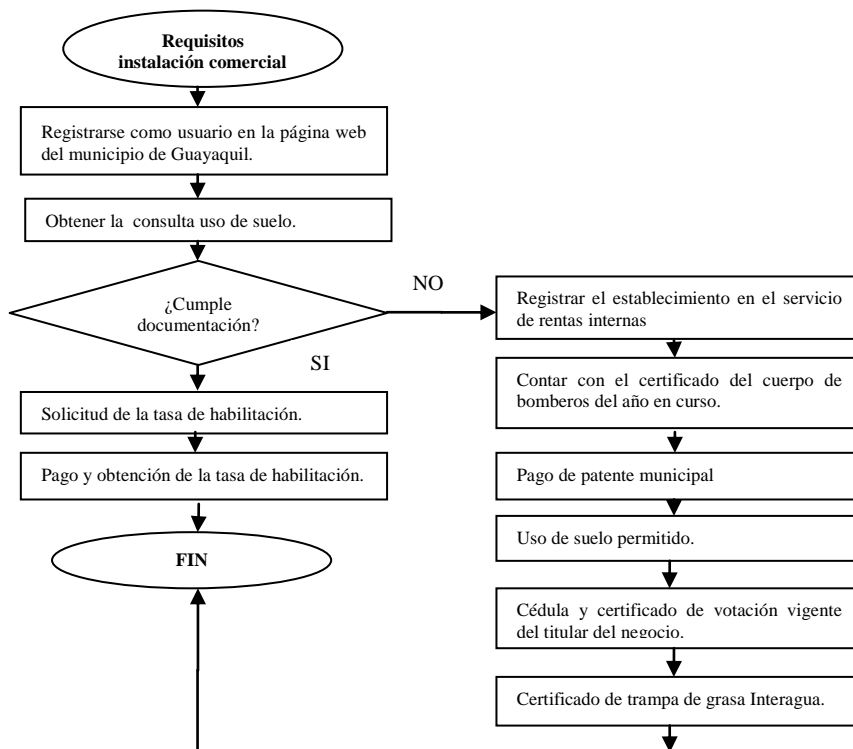 Requisitos
instalación comercial
Registrarse como usuario en la página web
del municipio de Guayaquil.
Obtener la consulta uso de suelo.
¿Cumple
documentación?
NO
SI
Solicitud de la tasa de habilitación.
Pago y obtención de la tasa de habilitación.
FIN
Registrar el establecimiento en el servicio
de rentas internas
Contar con el certificado del cuerpo de
bomberos del año en curso.
Pago de patente municipal
Uso de suelo permitido.
Cédula y certificado de votación vigente
del titular del negocio.
Certificado de trampa de grasa Interagua.